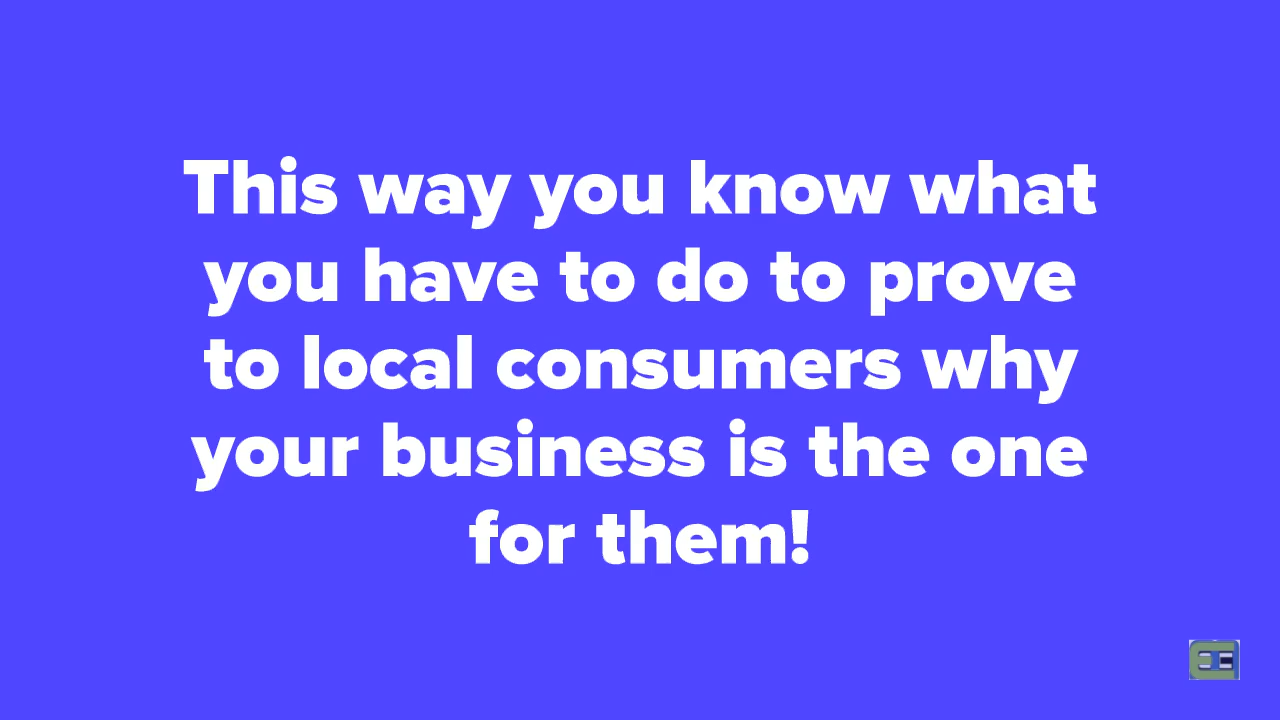 This way you know what
you have to do to prove
to local consumers why
your business is the one
for them!